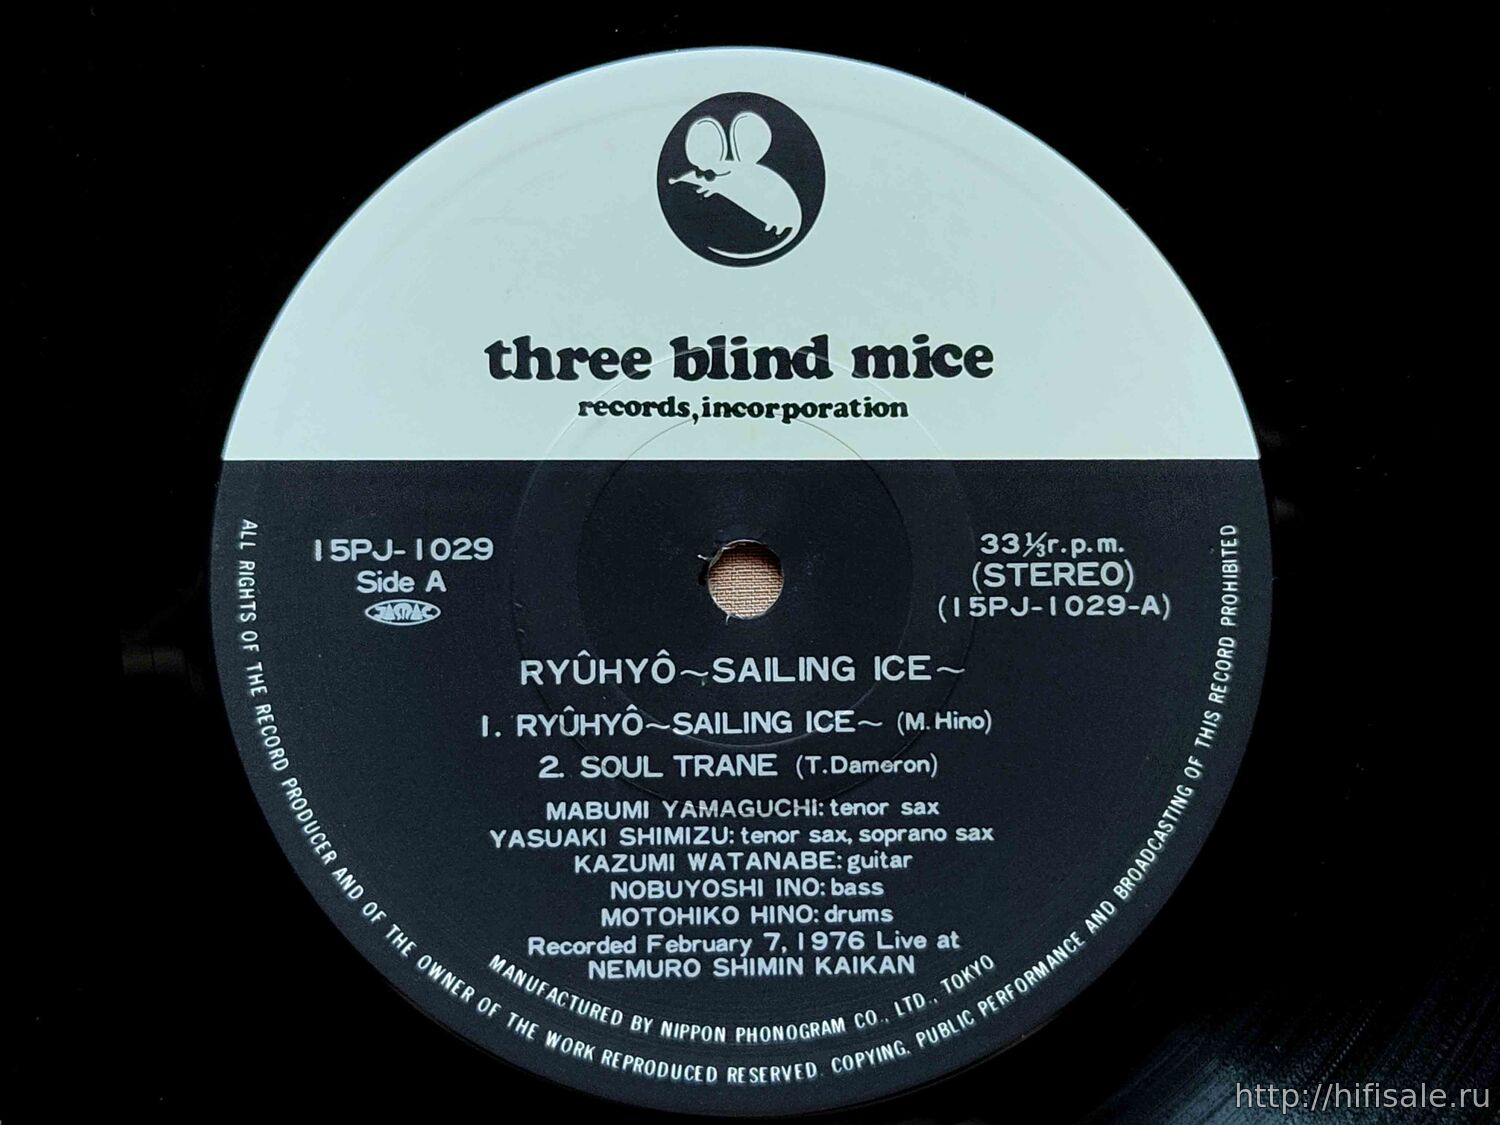 three blind mice
records, incorporation
15PJ-1029
Side A
JASRAC
33 1/3 r.p.m.
(STEREO)
(15PJ-1029-A)
RYÛHYÔ~SAILING ICE~
1. RYÛHYÔ~SAILING ICE~ (M. Hino)
2. SOUL TRANE (T. Dameron)
MABUMI YAMAGUCHI: tenor sax
YASUAKI SHIMIZU: tenor sax, soprano sax
KAZUMI WATANABE: guitar
NOBUYOSHI INO: bass
MOTOHIKO HINO: drums
Recorded February 7, 1976 Live at
NEMURO SHIMIN KAIKAN
MANUFACTURED BY NIPPON PHONOGRAM CO., LTD., TOKYO
ALL RIGHTS OF THE RECORD PRODUCER AND OF THE OWNER OF THE WORK REPRODUCED RESERVED. COPYING, PUBLIC PERFORMANCE AND BROADCASTING OF THIS RECORD PROHIBITED
http://hifisale.ru